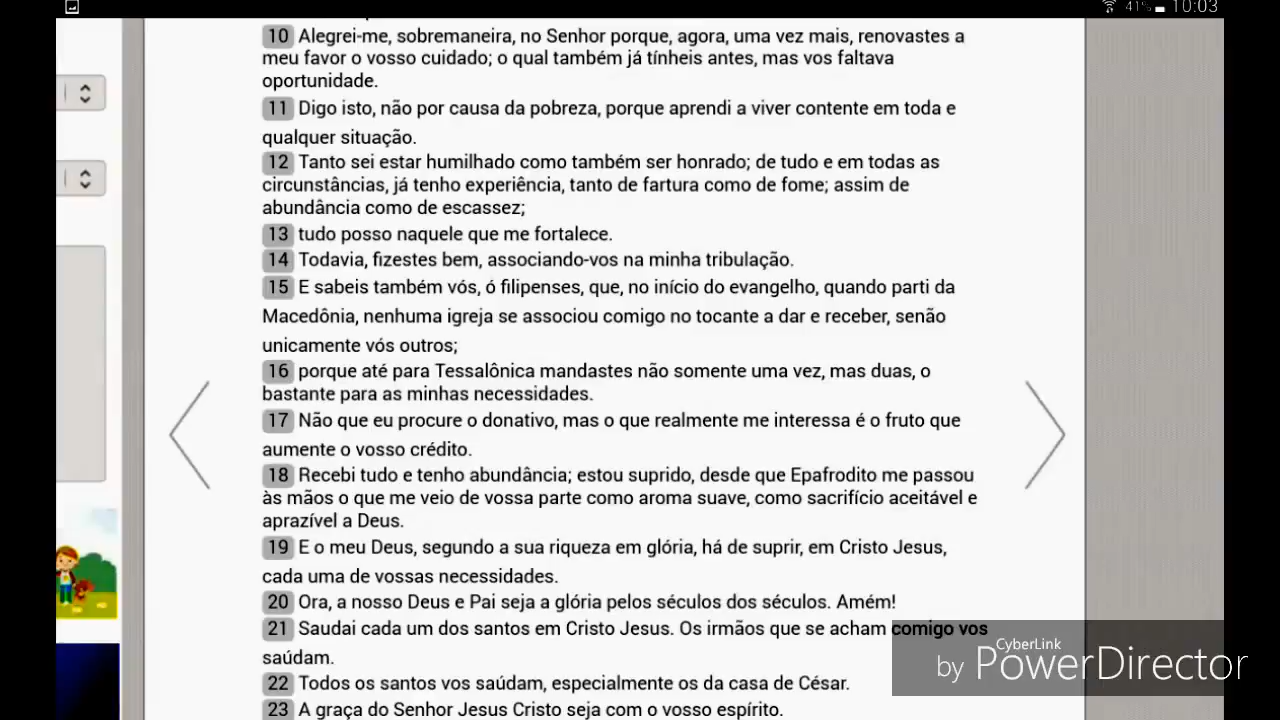 41% 10:03
10 Alegrei-me, sobremaneira, no Senhor porque, agora, uma vez mais, renovastes a
meu favor o vosso cuidado; o qual também já tínheis antes, mas vos faltava
oportunidade.
11 Digo isto, não por causa da pobreza, porque aprendi a viver contente em toda e
qualquer situação.
12 Tanto sei estar humilhado como também ser honrado; de tudo e em todas as
circunstâncias, já tenho experiência, tanto de fartura como de fome; assim de
abundância como de escassez;
13 tudo posso naquele que me fortalece.
14 Todavia, fizestes bem, associando-vos na minha tribulação.
15 E sabeis também vós, ó filipenses, que, no início do evangelho, quando parti da
Macedônia, nenhuma igreja se associou comigo no tocante a dar e receber, senão
unicamente vós outros;
16 porque até para Tessalônica mandastes não somente uma vez, mas duas, o
bastante para as minhas necessidades.
17 Não que eu procure o donativo, mas o que realmente me interessa é o fruto que
aumente o vosso crédito.
18 Recebi tudo e tenho abundância; estou suprido, desde que Epafrodito me passou
às mãos o que me veio de vossa parte como aroma suave, como sacrifício aceitável e
aprazível a Deus.
19 E o meu Deus, segundo a sua riqueza em glória, há de suprir, em Cristo Jesus,
cada uma de vossas necessidades.
20 Ora, a nosso Deus e Pai seja a glória pelos séculos dos séculos. Amém!
21 Saudai cada um dos santos em Cristo Jesus. Os irmãos que se acham comigo vos
saúdam.
22 Todos os santos vos saúdam, especialmente os da casa de César.
23 A graça do Senhor Jesus Cristo seja com o vosso espírito.
CyberLink
by PowerDirector